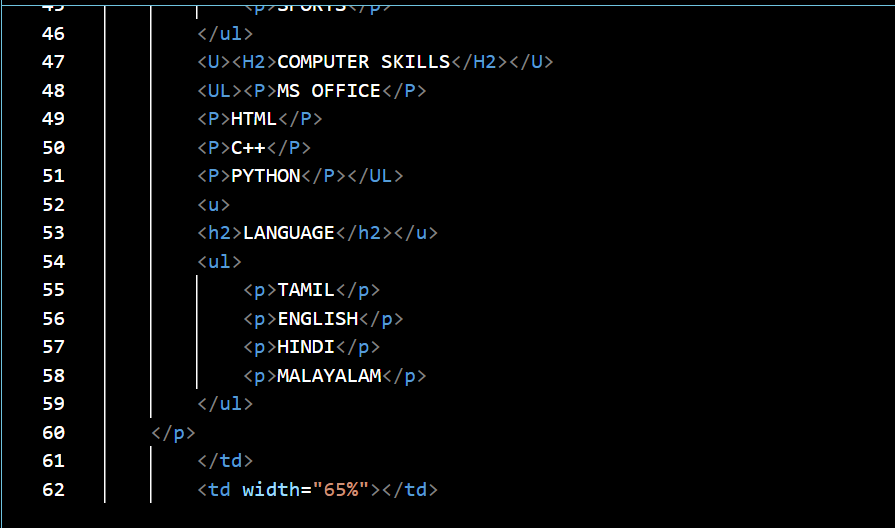 45 <p>SPORTS</p>
46 </ul>
47 <U><H2>COMPUTER SKILLS</H2></U>
48 <UL><P>MS OFFICE</P>
49 <P>HTML</P>
50 <P>C++</P>
51 <P>PYTHON</P></UL>
52 <u>
53 <h2>LANGUAGE</h2></u>
54 <ul>
55 <p>TAMIL</p>
56 <p>ENGLISH</p>
57 <p>HINDI</p>
58 <p>MALAYALAM</p>
59 </ul>
60 </p>
61 </td>
62 <td width="65%"></td>